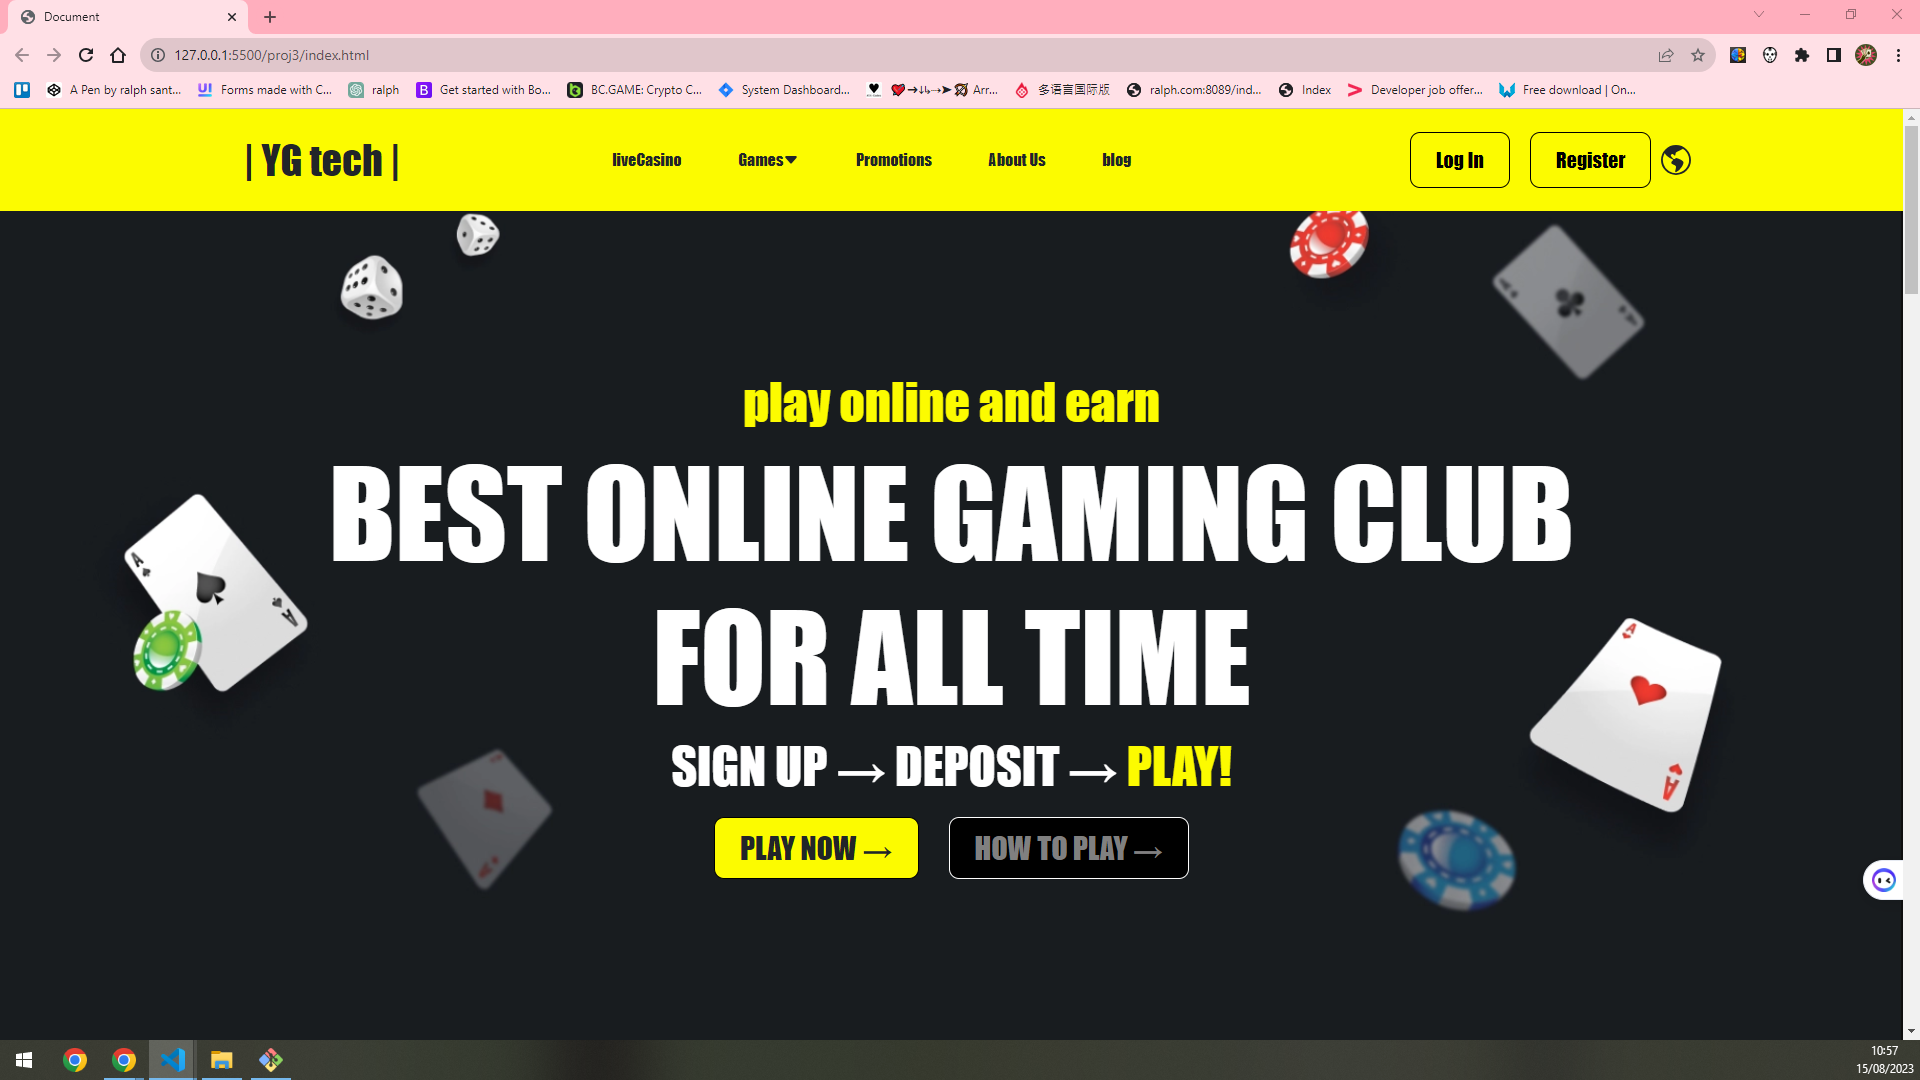 Document
127.0.0.1:5500/proj3/index.html
A Pen by ralph sant...
Forms made with C...
ralph
Get started with Bo...
BC.GAME: Crypto C...
System Dashboard...
Arr...
多语言国际版
ralph.com:8089/ind...
Index
Developer job offer...
Free download | On...
| YG tech |
liveCasino
Games
Promotions
About Us
blog
Log In
Register
play online and earn
BEST ONLINE GAMING CLUB
FOR ALL TIME
SIGN UP → DEPOSIT → PLAY!
PLAY NOW →
HOW TO PLAY →
A
A
A
A
10:57
15/08/2023